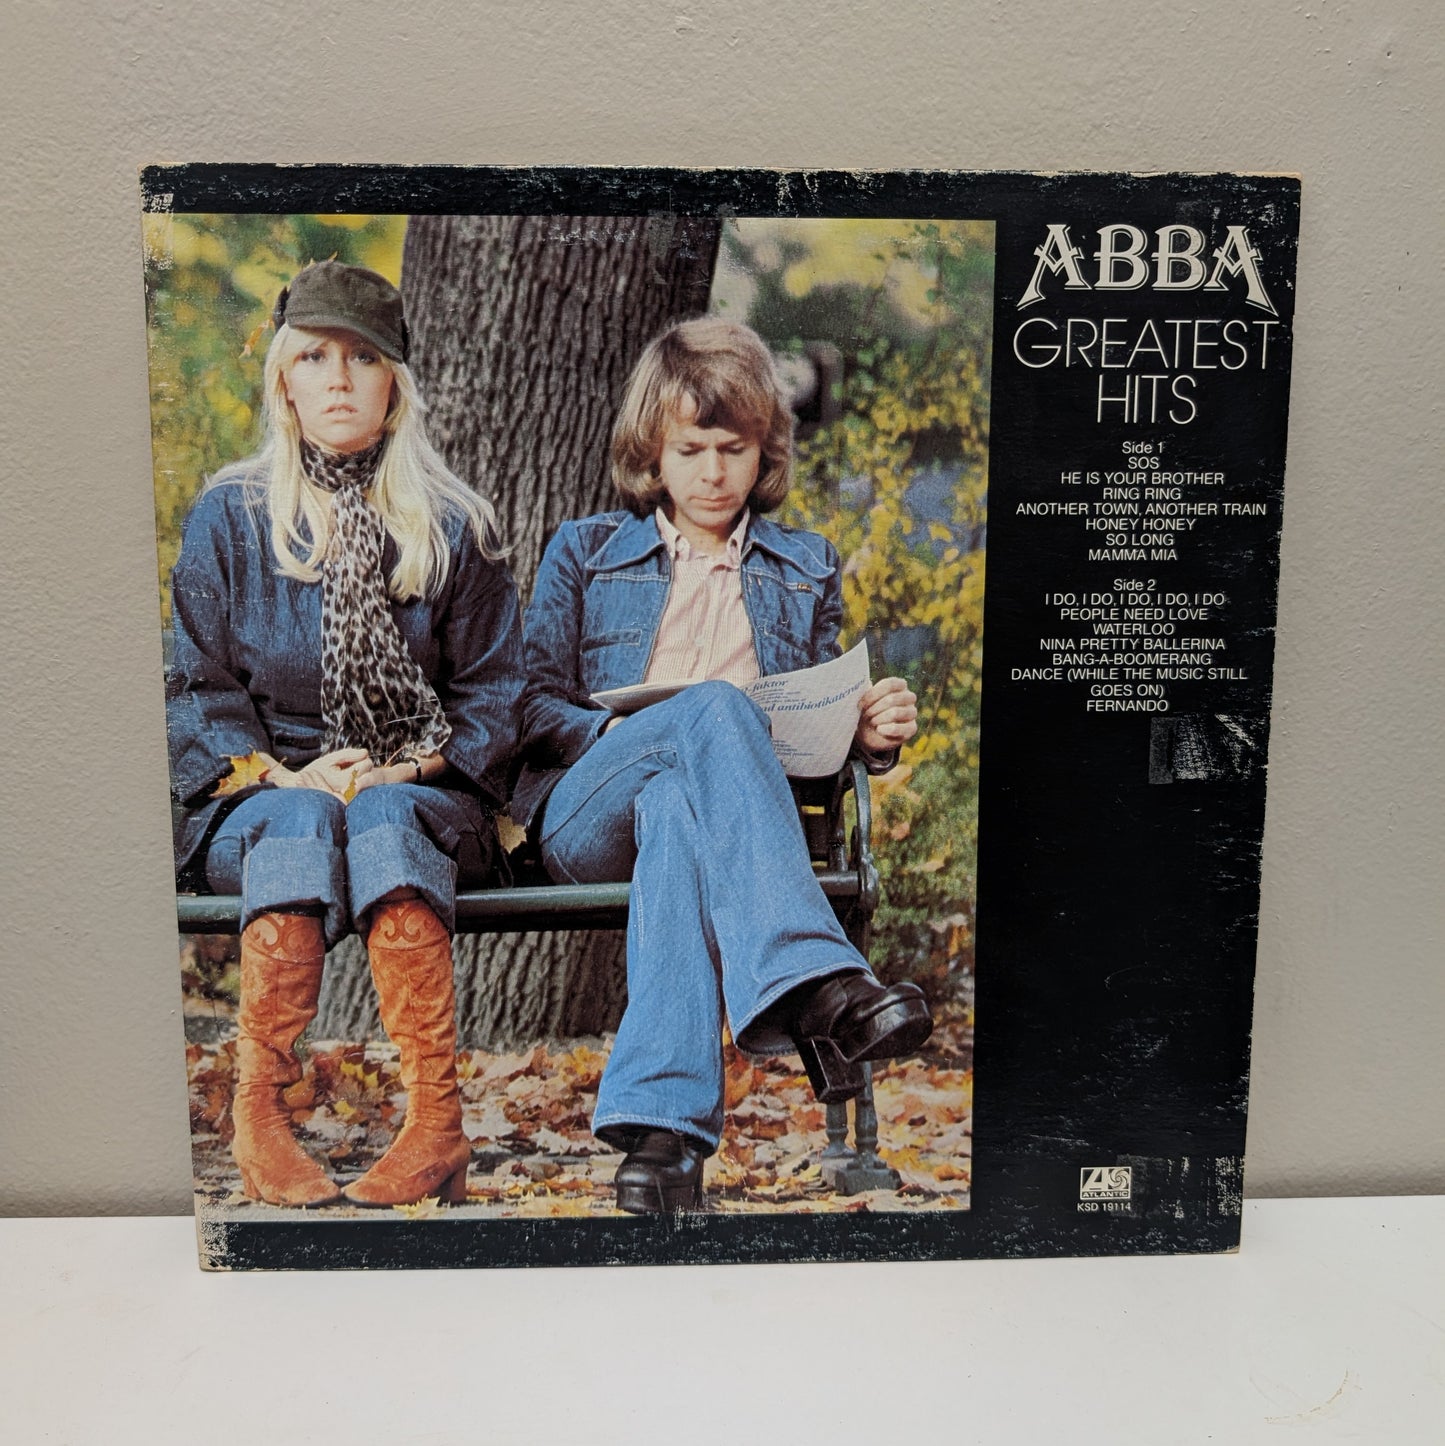 ABBA
GREATEST
HITS
Side 1
SOS
HE IS YOUR BROTHER
RING RING
ANOTHER TOWN, ANOTHER TRAIN
HONEY HONEY
SO LONG
MAMMA MIA
Side 2
I DO, I DO, I DO, I DO, I DO
PEOPLE NEED LOVE
WATERLOO
NINA PRETTY BALLERINA
BANG-A-BOOMERANG
DANCE (WHILE THE MUSIC STILL
GOES ON)
FERNANDO
ATLANTIC
KSD 19114